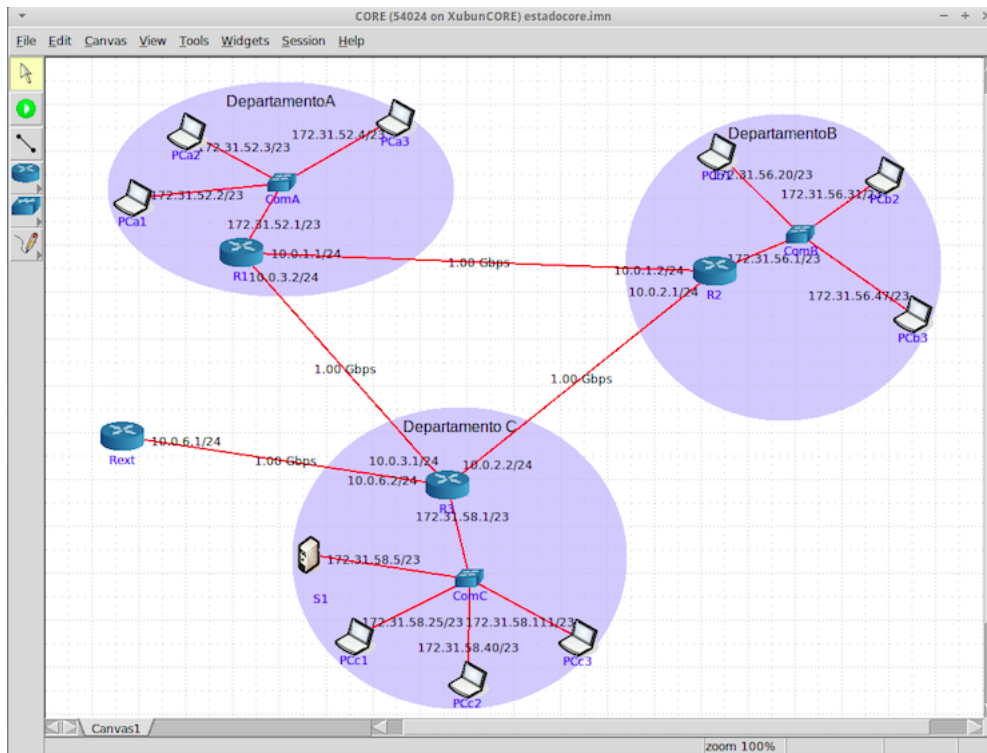 CORE (54024 on XubunCORE) estadocore.imn
File Edit Canvas View Tools Widgets Session Help
DepartamentoA
PCa2
172.31.52.3/23
172.31.52.4/23
PCa3
PCa1
172.31.52.2/23
ComA
172.31.52.1/23
R1
10.0.1.1/24
10.0.3.2/24
1.00 Gbps
DepartamentoB
PCb1
172.31.56.20/23
172.31.56.31/23
PCb2
ComB
172.31.56.1/23
10.0.1.2/24
10.0.2.1/24
R2
172.31.56.47/23
PCb3
1.00 Gbps
1.00 Gbps
Departamento C
Rext
10.0.6.1/24
1.00 Gbps
10.0.3.1/24
10.0.2.2/24
10.0.6.2/24
R3
172.31.58.1/23
S1
172.31.58.5/23
ComC
172.31.58.25/23
172.31.58.111/23
PCc1
172.31.58.40/23
PCc3
PCc2
Canvas1
zoom 100%